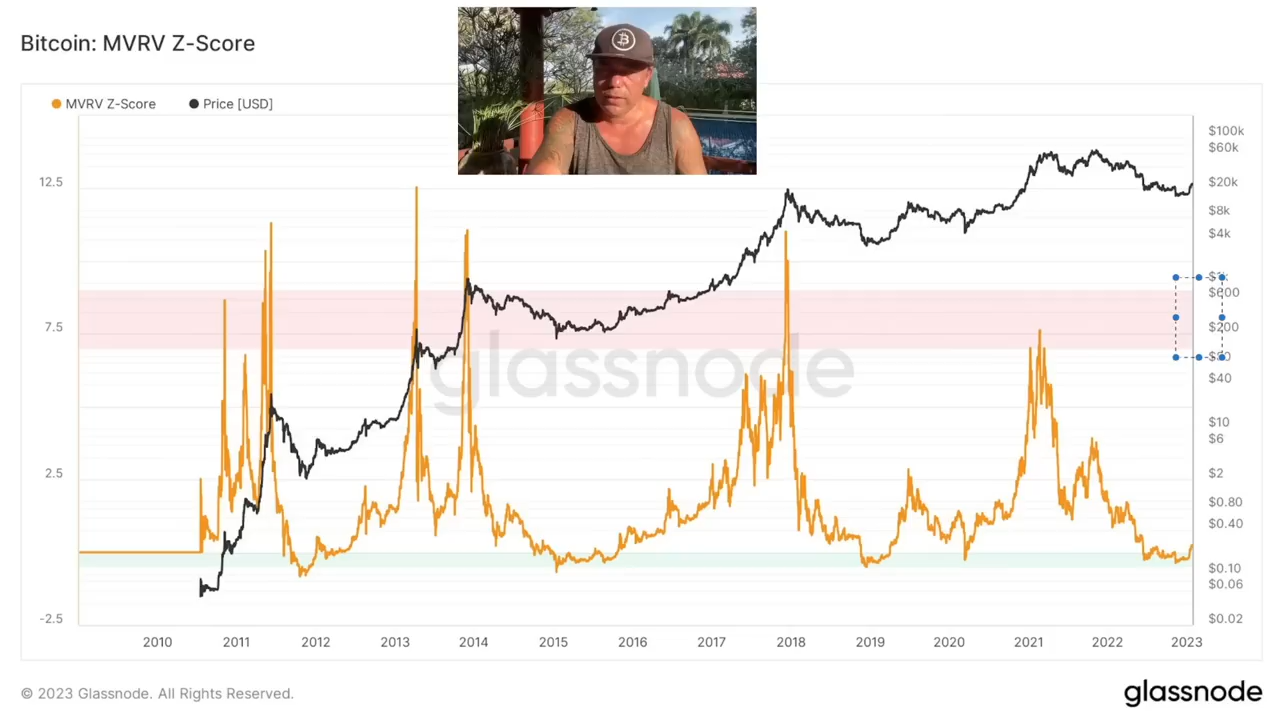 Bitcoin: MVRV Z-Score
MVRV Z-Score
Price [USD]
12.5
7.5
2.5
-2.5
$100k
$60k
$20k
$8k
$4k
$200
$40
$10
$6
$2
$0.80
$0.40
$0.10
$0.06
$0.02
glassnode
2010 2011 2012 2013 2014 2015 2016 2017 2018 2019 2020 2021 2022 2023
© 2023 Glassnode. All Rights Reserved.
glassnode